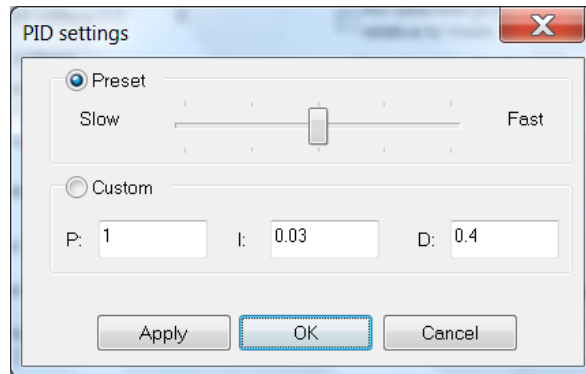 PID settings
Preset
Slow Fast
Custom
P: 1 I: 0.03 D: 0.4
Apply OK Cancel